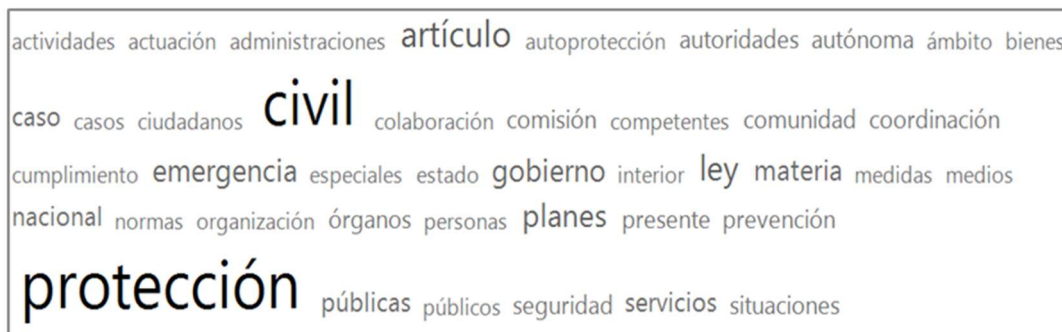 actividades actuación administraciones artículo autoprotección autoridades autónoma ámbito bienes
caso casos ciudadanos civil colaboración comisión competentes comunidad coordinación
cumplimiento emergencia especiales estado gobierno interior ley materia medidas medios
nacional normas organización órganos personas planes presente prevención
protección públicas públicos seguridad servicios situaciones